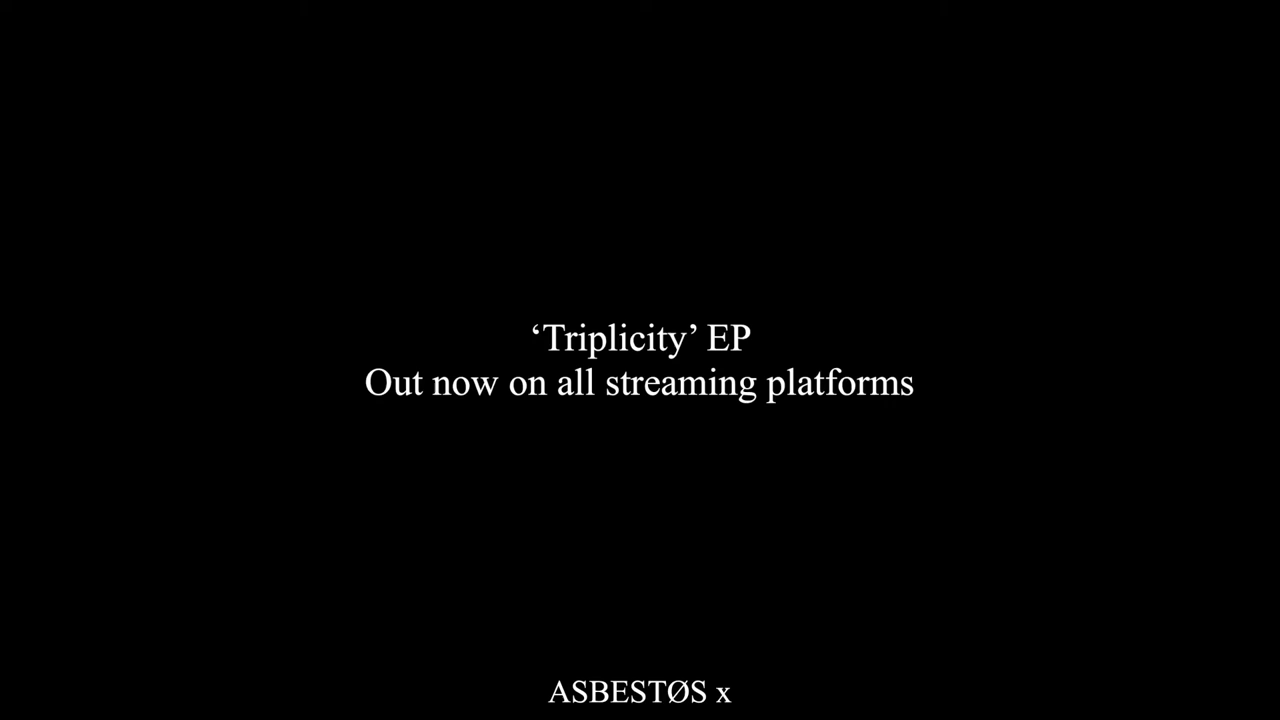 ‘Triplicity’ EP
Out now on all streaming platforms
ASBESTØS x